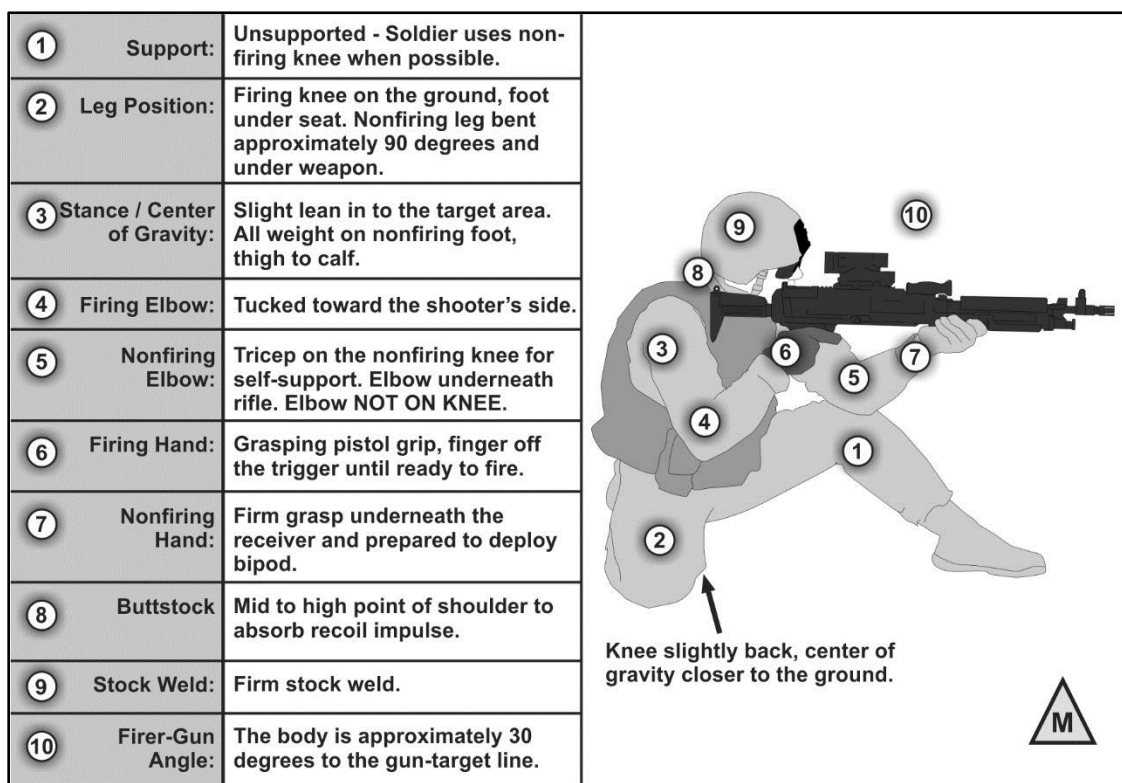 1 Support: Unsupported - Soldier uses non-
firing knee when possible.
2 Leg Position: Firing knee on the ground, foot
under seat. Nonfiring leg bent
approximately 90 degrees and
under weapon.
3 Stance / Center
of Gravity:
Slight lean in to the target area.
All weight on nonfiring foot,
thigh to calf.
4 Firing Elbow: Tucked toward the shooter's side.
5 Nonfiring
Elbow:
Tricep on the nonfiring knee for
self-support. Elbow underneath
rifle. Elbow NOT ON KNEE.
6 Firing Hand: Grasping pistol grip, finger off
the trigger until ready to fire.
7 Nonfiring
Hand:
Firm grasp underneath the
receiver and prepared to deploy
bipod.
8 Buttstock Mid to high point of shoulder to
absorb recoil impulse.
9 Stock Weld: Firm stock weld.
10 Firer-Gun
Angle:
The body is approximately 30
degrees to the gun-target line.
10
9
8
3
6
7
5
4
1
2
Knee slightly back, center of
gravity closer to the ground.
M